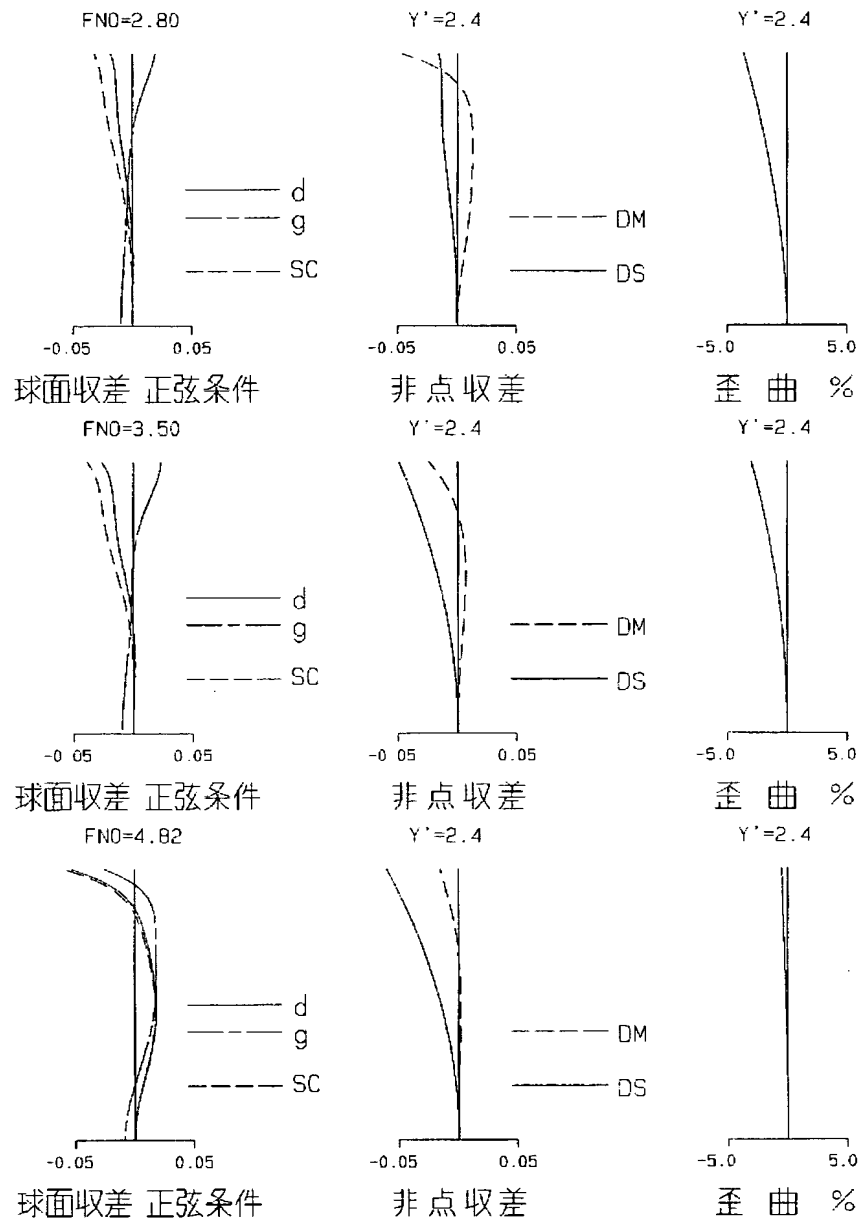 FNO=2.80 Y'=2.4 Y'=2.4
d
g
SC
DM
DS
-0.05 0.05 -0.05 0.05 -5.0 5.0
球面収差 正弦条件 非点収差 歪曲 %
FNO=3.50 Y'=2.4 Y'=2.4
d
g
SC
DM
DS
-0.05 0.05 -0.05 0.05 -5.0 5.0
球面収差 正弦条件 非点収差 歪曲 %
FNO=4.82 Y'=2.4 Y'=2.4
d
g
SC
DM
DS
-0.05 0.05 -0.05 0.05 -5.0 5.0
球面収差 正弦条件 非点収差 歪曲 %